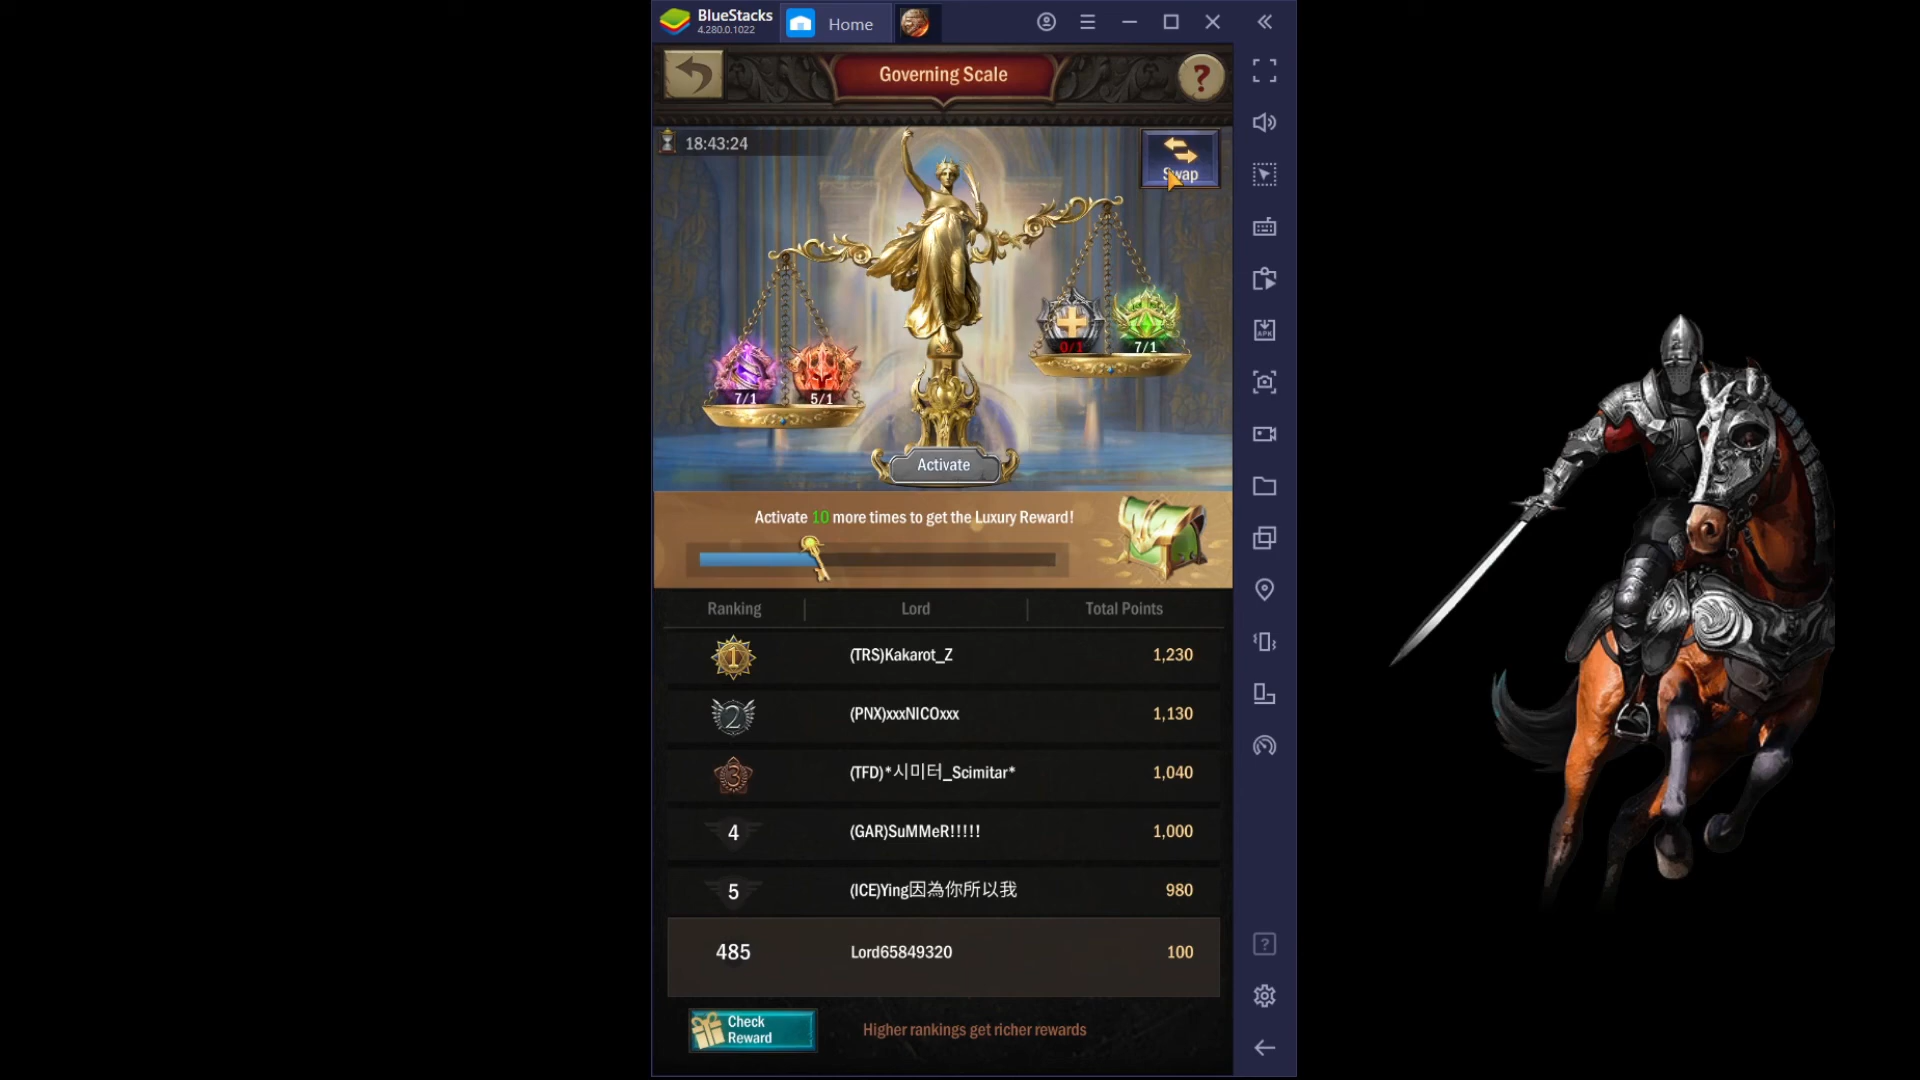 BlueStacks
4.280.0.1022
Home
Governing Scale
?
18:43:24
Swap
0/1
7/1
7/1
5/1
Activate
Activate 10 more times to get the Luxury Reward!
Ranking
Lord
Total Points
1
(TRS)Kakarot_Z
1,230
2
(PNX)xxxNICOxxx
1,130
3
(TFD)*시미터_Scimitar*
1,040
4
(GAR)SuMMeR!!!!!
1,000
5
(ICE)Ying因為你所以我
980
485
Lord65849320
100
Check
Reward
Higher rankings get richer rewards
APK
?